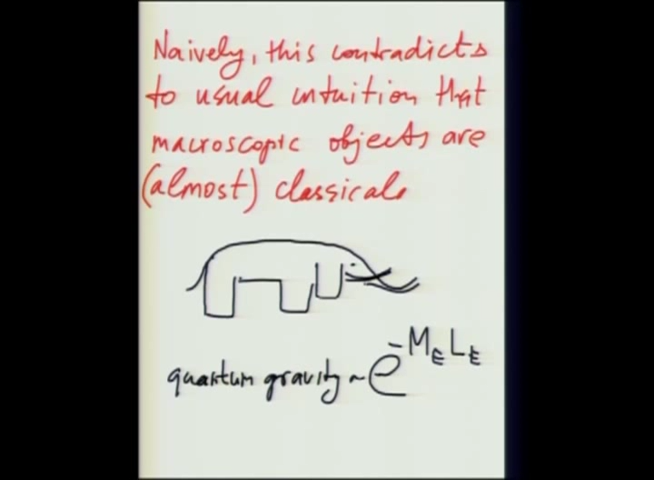 Naively, this contradicts
to usual intuition that
macroscopic objects are
(almost) classical.
quantum gravity ~ e^{-M_E L_E}